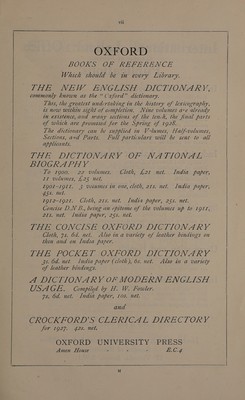 vii
OXFORD
BOOKS OF REFERENCE
Which should be in every Library.
THE NEW ENGLISH DICTIONARY,
commonly known as the “Oxford” dictionary.
This, the greatest undertaking in the history of lexicography,
is now within sight of completion. Nine volumes are already
in existence, and many sections of the tenth, the final parts
of which are promised for the Spring of 1928.
The dictionary can be supplied in Volumes, Half-volumes,
Sections, and Parts. Full particulars will be sent to all
applicants.
THE DICTIONARY OF NATIONAL
BIOGRAPHY
To 1900. 22 volumes. Cloth, £21 net. India paper,
11 volumes, £25 net.
1901-1911. 3 volumes in one, cloth, 21s. net. India paper,
25s. net.
1912-1921. Cloth, 21s. net. India paper, 25s. net.
Concise D.N.B., being an epitome of the volumes up to 1911,
21s. net. India paper, 25s. net.
THE CONCISE OXFORD DICTIONARY
Cloth, 7s. 6d. net. Also in a variety of leather bindings on
thin and on India paper.
THE POCKET OXFORD DICTIONARY
3s. 6d. net India paper (cloth), 6s. net. Also in a variety
of leather bindings.
A DICTIONARY OF MODERN ENGLISH
USAGE. Compiled by H. W. Fowler.
7s. 6d. net. India paper, 10s. net.
and
CROCKFORD'S CLERICAL DIRECTORY
for 1927. 42s. net.
OXFORD UNIVERSITY PRESS
Amen House E.C.4